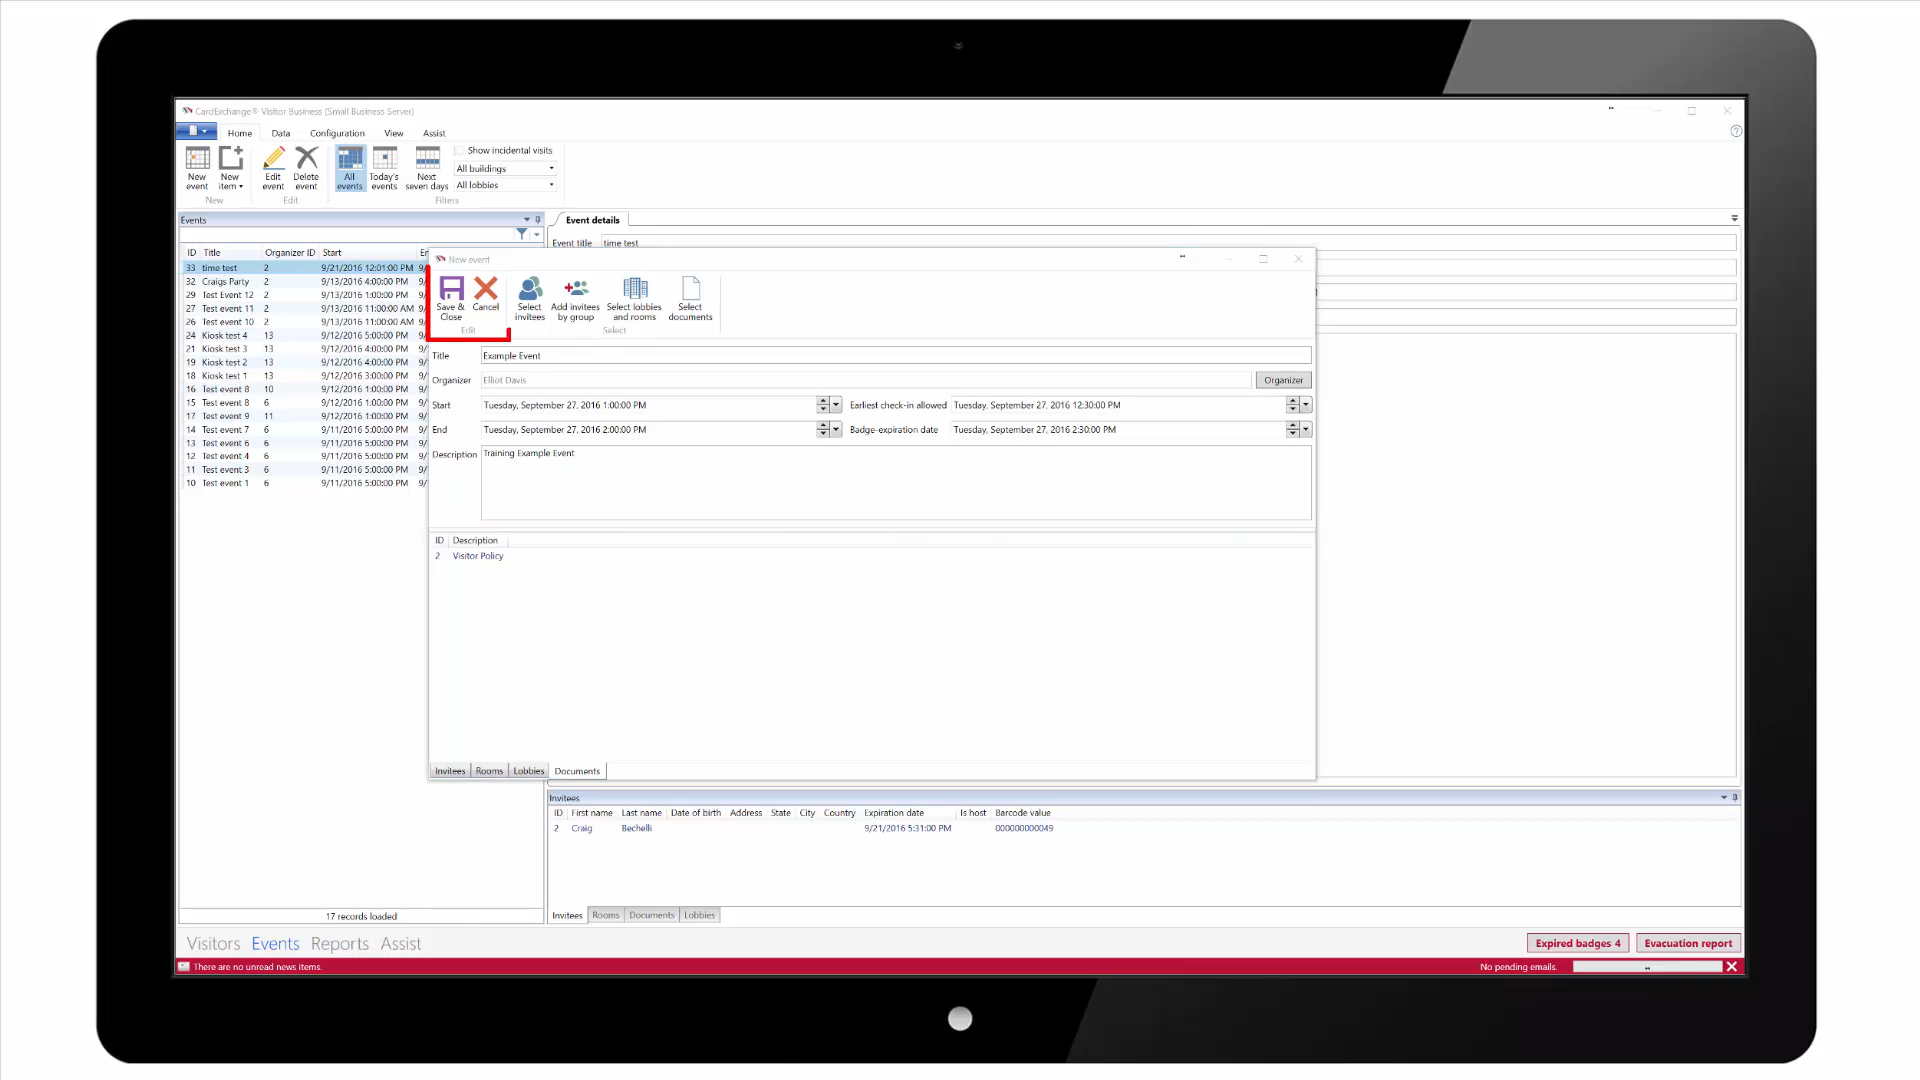 CardExchange® Visitor Business (Small Business Server)
Home Data Configuration View Assist
New event New item Edit event Delete event All events Today's events Next seven days
Show incidental visits
All buildings
All lobbies
New Edit Filters
Events
ID Title Organizer ID Start
33 time test 2 9/21/2016 12:01:00 PM
32 Craigs Party 2 9/13/2016 4:00:00 PM
29 Test Event 12 2 9/13/2016 1:00:00 PM
27 Test event 11 2 9/13/2016 11:00:00 AM
26 Test event 10 2 9/13/2016 11:00:00 AM
24 Kiosk test 4 13 9/12/2016 5:00:00 PM
21 Kiosk test 3 13 9/12/2016 4:00:00 PM
19 Kiosk test 2 13 9/12/2016 4:00:00 PM
18 Kiosk test 1 13 9/12/2016 3:00:00 PM
16 Test event 8 10 9/12/2016 1:00:00 PM
15 Test event 8 6 9/12/2016 1:00:00 PM
17 Test event 9 11 9/12/2016 1:00:00 PM
14 Test event 7 6 9/11/2016 5:00:00 PM
13 Test event 6 6 9/11/2016 5:00:00 PM
12 Test event 4 6 9/11/2016 5:00:00 PM
11 Test event 3 6 9/11/2016 5:00:00 PM
10 Test event 1 6 9/11/2016 5:00:00 PM
17 records loaded
Event details
Event title time test
New event
Save & Close Cancel Select invitees Add invitees by group Select lobbies and rooms Select documents
Edit Select
Title Example Event
Organizer Elliot Davis Organizer
Start Tuesday, September 27, 2016 1:00:00 PM Earliest check-in allowed Tuesday, September 27, 2016 12:30:00 PM
End Tuesday, September 27, 2016 2:00:00 PM Badge-expiration date Tuesday, September 27, 2016 2:30:00 PM
Description Training Example Event
ID Description
2 Visitor Policy
Invitees Rooms Lobbies Documents
Invitees
ID First name Last name Date of birth Address State City Country Expiration date Is host Barcode value
2 Craig Bechelli 9/21/2016 5:31:00 PM 000000000049
Invitees Rooms Documents Lobbies
Visitors Events Reports Assist
Expired badges 4 Evacuation report
There are no unread news items.
No pending emails.